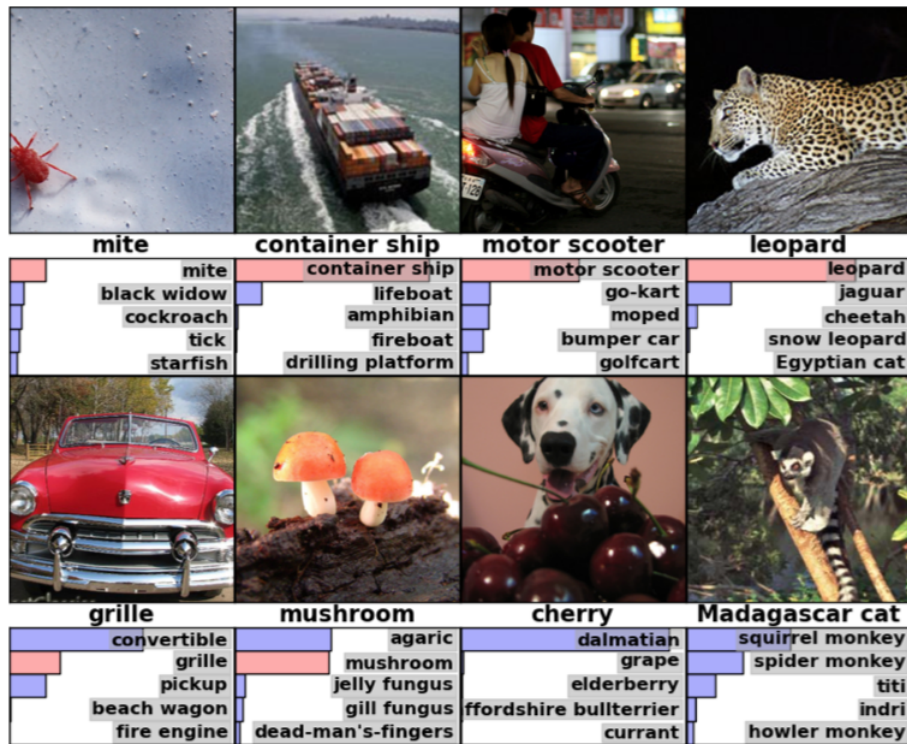 mite
container ship
motor scooter
leopard
mite
black widow
cockroach
tick
starfish
container ship
lifeboat
amphibian
fireboat
drilling platform
motor scooter
go-kart
moped
bumper car
golfcart
leopard
jaguar
cheetah
snow leopard
Egyptian cat
grille
mushroom
cherry
Madagascar cat
convertible
grille
pickup
beach wagon
fire engine
agaric
mushroom
jelly fungus
gill fungus
dead-man's-fingers
dalmatian
grape
elderberry
ffordshire bullterrier
currant
squirrel monkey
spider monkey
titi
indri
howler monkey